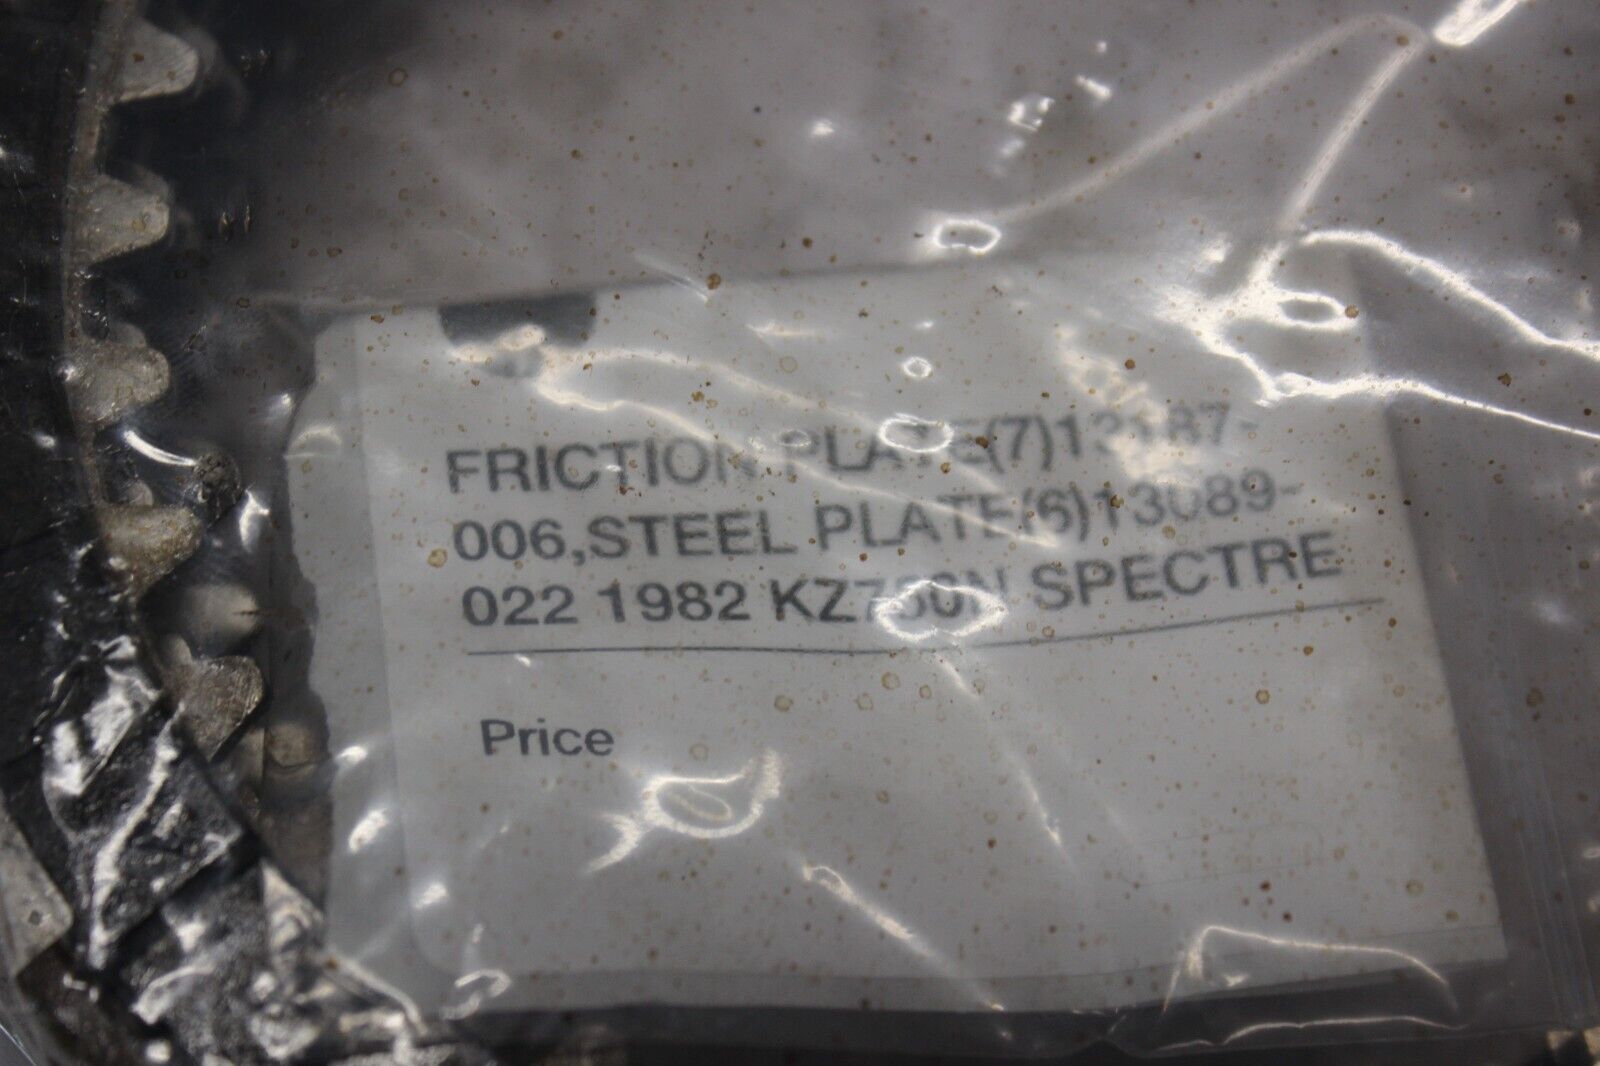 FRICTION PLATE(7)13187-
006,STEEL PLATE(6)13089-
022 1982 KZ750N SPECTRE
Price